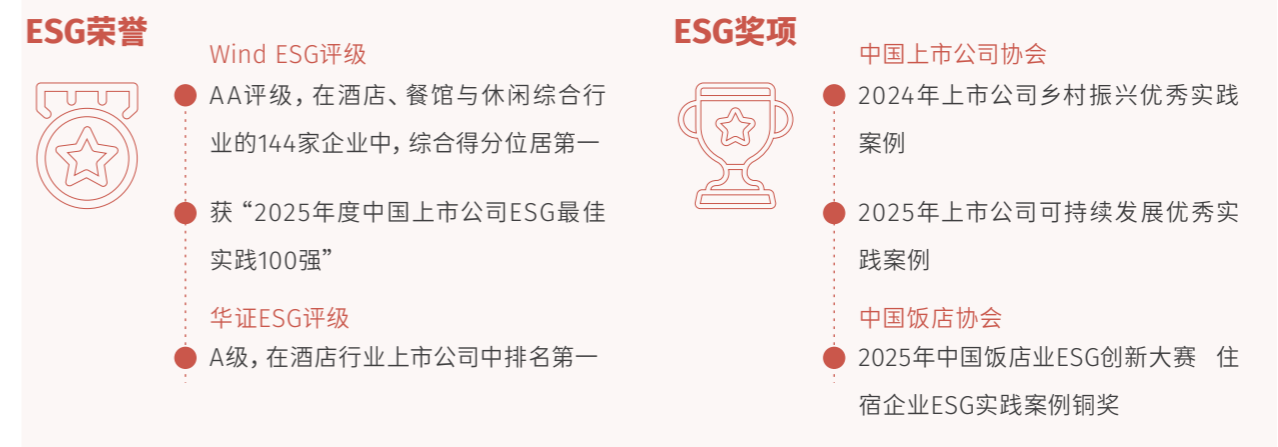 ESG荣誉
Wind ESG评级
AA评级，在酒店、餐馆与休闲综合行
业的144家企业中，综合得分位居第一
获“2025年度中国上市公司ESG最佳
实践100强”
华证ESG评级
A级，在酒店行业上市公司中排名第一
ESG奖项
中国上市公司协会
2024年上市公司乡村振兴优秀实践
案例
2025年上市公司可持续发展优秀实
践案例
中国饭店协会
2025年中国饭店业ESG创新大赛 住
宿企业ESG实践案例铜奖